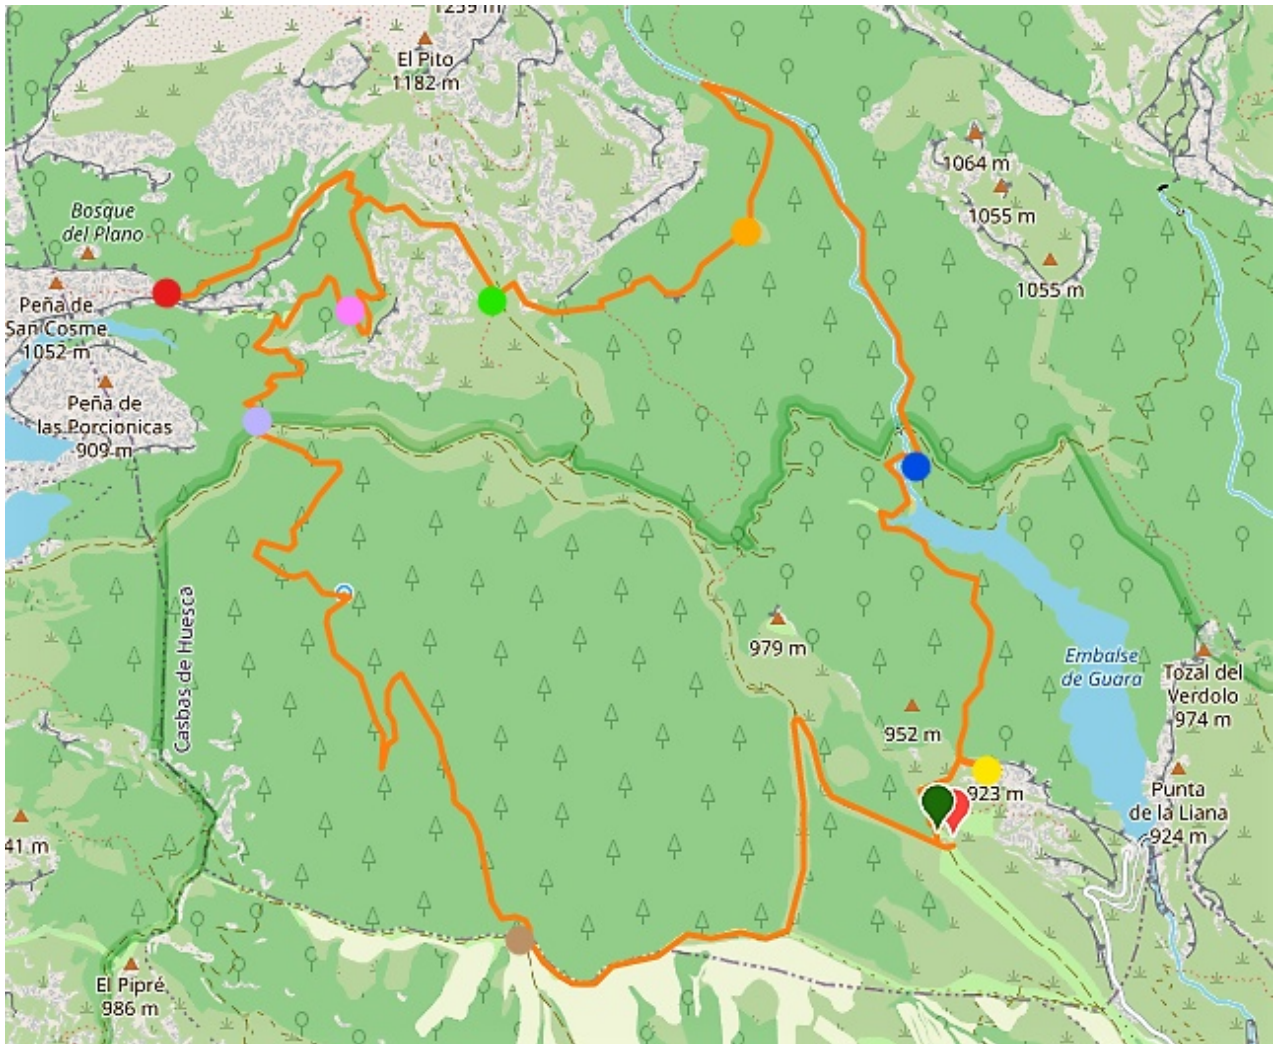 1239 m
El Pito
1182 m
1064 m
1055 m
Bosque
del Plano
1055 m
Peña de
San Cosme
1052 m
Peña de
las Porcionicas
909 m
Casbas de Huesca
979 m
Embalse
de Guara
Tozal del
Verdolo
974 m
952 m
923 m
Punta
de la Liana
924 m
41 m
El Pipré
986 m